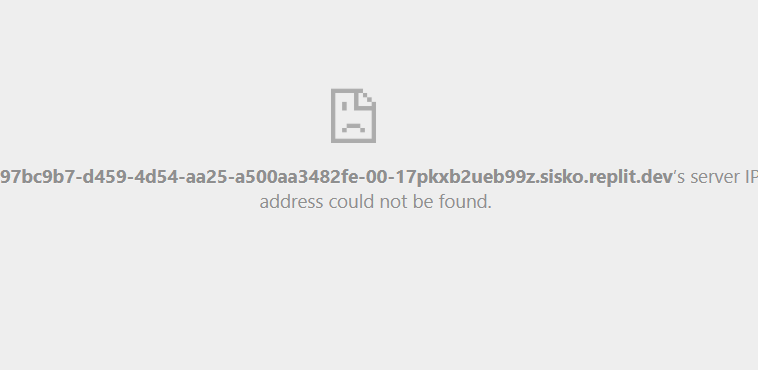 97bc9b7-d459-4d54-aa25-a500aa3482fe-00-17pkxb2ueb99z.sisko.replit.dev's server IP
address could not be found.